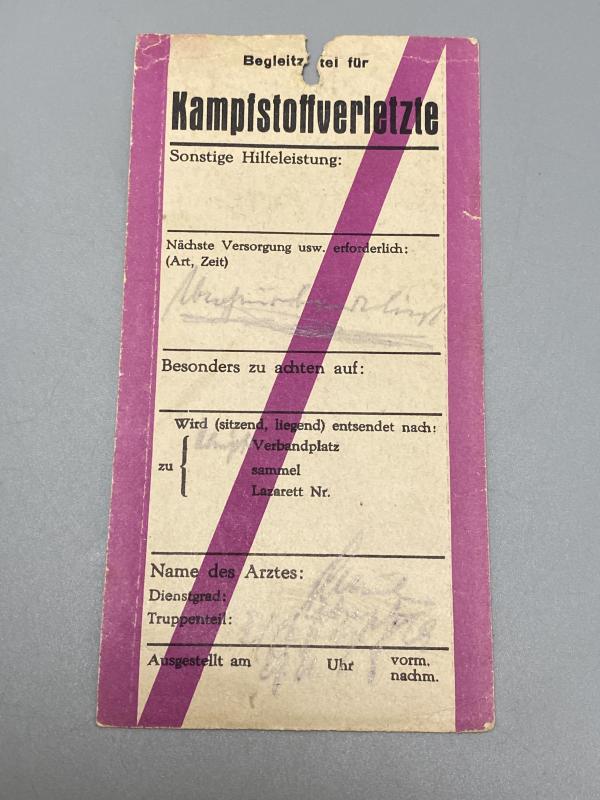 Begleitz tel für
Kampfstoffverletzte
Sonstige Hilfeleistung:
Nächste Versorgung usw. erforderlich:
(Art, Zeit)
Besonders zu achten auf:
Wird (sitzend, liegend) entsendet nach:
Verbandplatz
zu { sammel
Lazarett Nr.
Name des Arztes:
Dienstgrad:
Truppenteil:
Ausgestellt am Uhr vorm.
nachm.